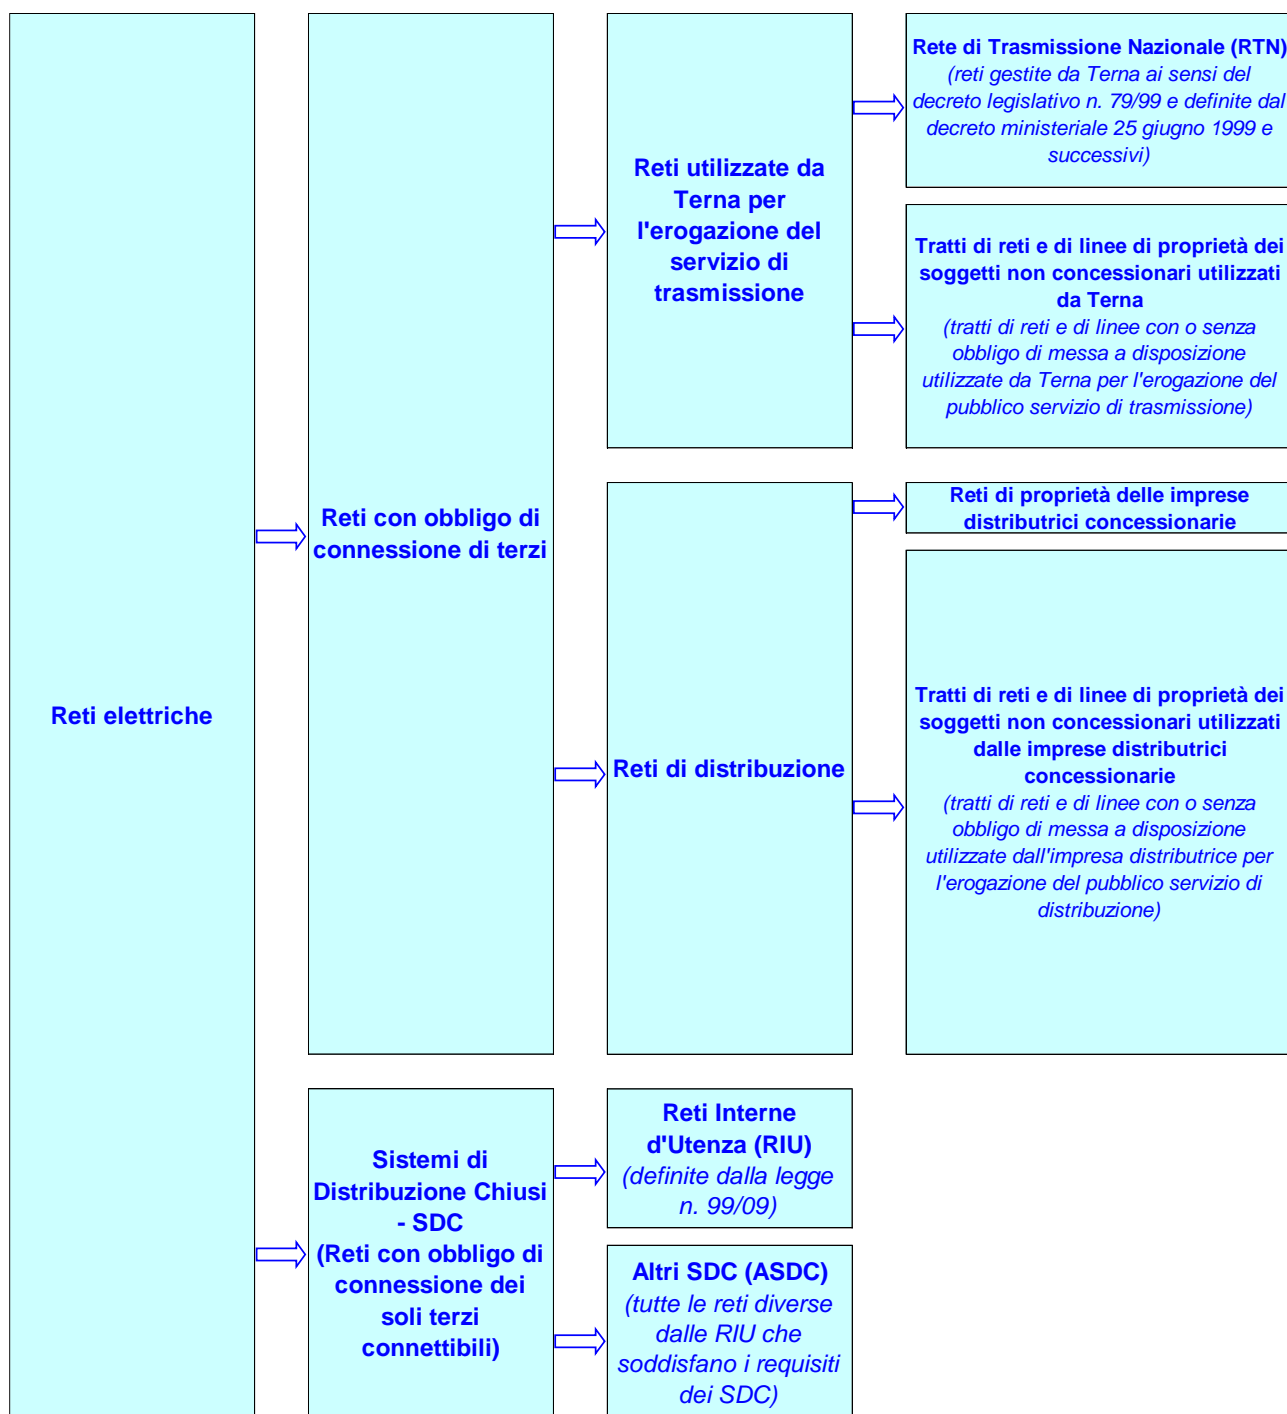 Reti elettriche
Reti con obbligo di
connessione di terzi
Reti utilizzate da
Terna per
l'erogazione del
servizio di
trasmissione
Rete di Trasmissione Nazionale (RTN)
(reti gestite da Terna ai sensi del
decreto legislativo n. 79/99 e definite dal
decreto ministeriale 25 giugno 1999 e
successivi)
Tratti di reti e di linee di proprietà dei
soggetti non concessionari utilizzati
da Terna
(tratti di reti e di linee con o senza
obbligo di messa a disposizione
utilizzate da Terna per l'erogazione del
pubblico servizio di trasmissione)
Reti di distribuzione
Reti di proprietà delle imprese
distributrici concessionarie
Tratti di reti e di linee di proprietà dei
soggetti non concessionari utilizzati
dalle imprese distributrici
concessionarie
(tratti di reti e di linee con o senza
obbligo di messa a disposizione
utilizzate dall'impresa distributrice per
l'erogazione del pubblico servizio di
distribuzione)
Sistemi di
Distribuzione Chiusi
- SDC
(Reti con obbligo di
connessione dei
soli terzi
connettibili)
Reti Interne
d'Utenza (RIU)
(definite dalla legge
n. 99/09)
Altri SDC (ASDC)
(tutte le reti diverse
dalle RIU che
soddisfano i requisiti
dei SDC)